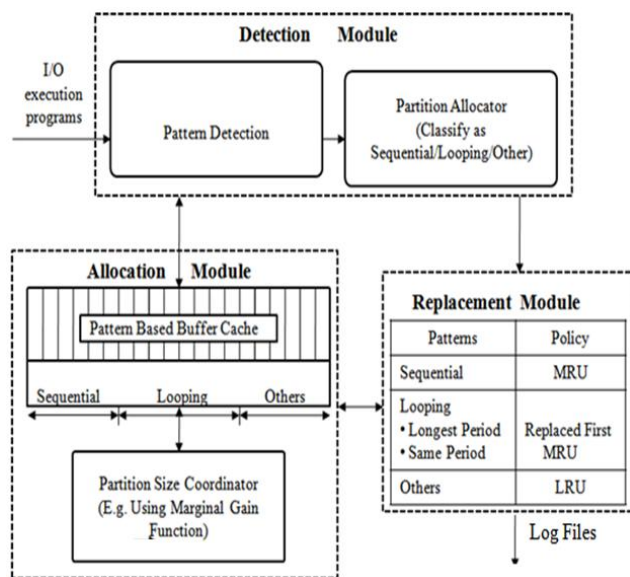 Detection Module
I/O
execution
programs
Pattern Detection
Partition Allocator
(Classify as
Sequential/Looping/Other)
Allocation Module
Pattern Based Buffer Cache
Sequential Looping Others
Partition Size Coordinator
(E.g. Using Marginal Gain
Function)
Replacement Module
Patterns Policy
Sequential MRU
Looping
• Longest Period Replaced First
• Same Period MRU
Others LRU
Log Files